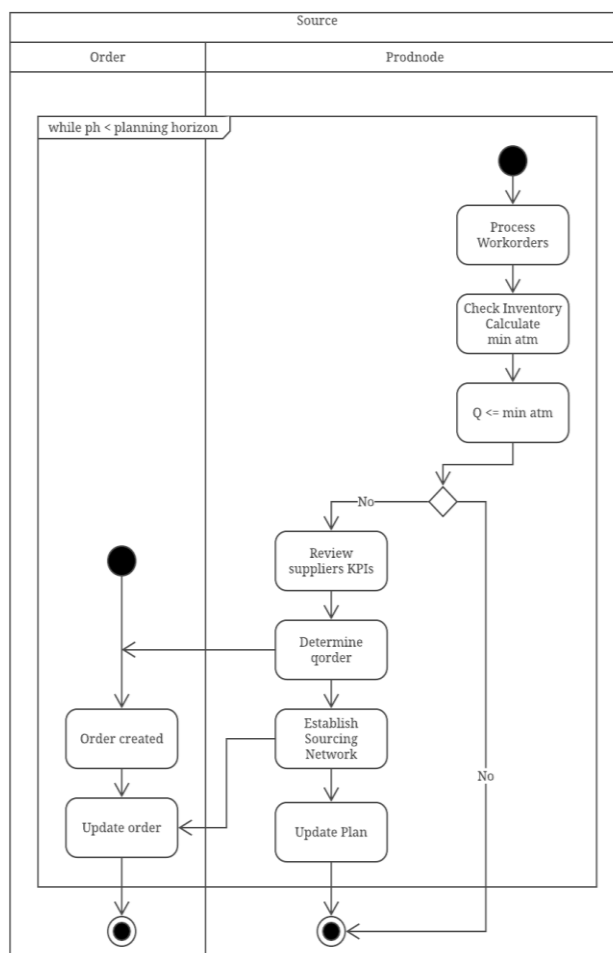 Source
Order
Prodnode
while ph < planning horizon
Process
Workorders
Check Inventory
Calculate
min atm
Q <= min atm
No
Review
suppliers KPIs
Determine
qorder
Order created
Establish
Sourcing
Network
No
Update order
Update Plan